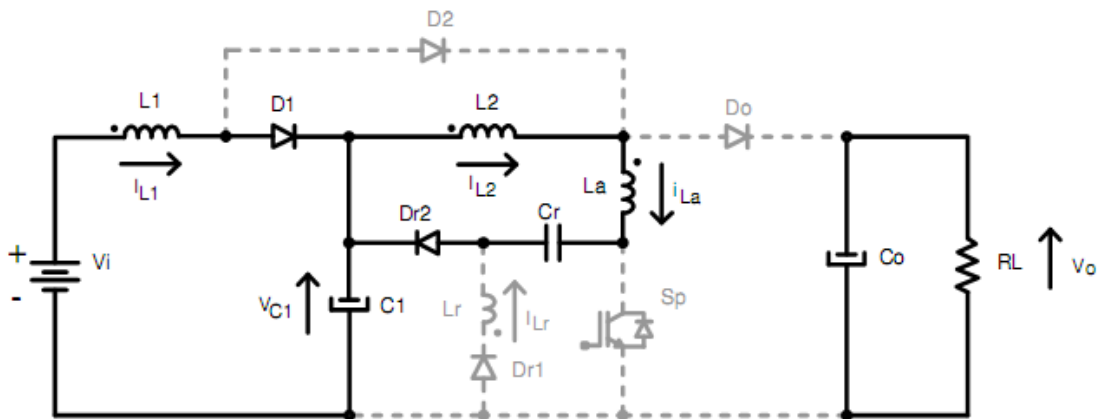 D2
L1
D1
L2
Do
IL1
IL2
La
iLa
Dr2
Cr
+
Vi
-
Co
RL
Vo
VC1
C1
Lr
ILr
Sp
Dr1